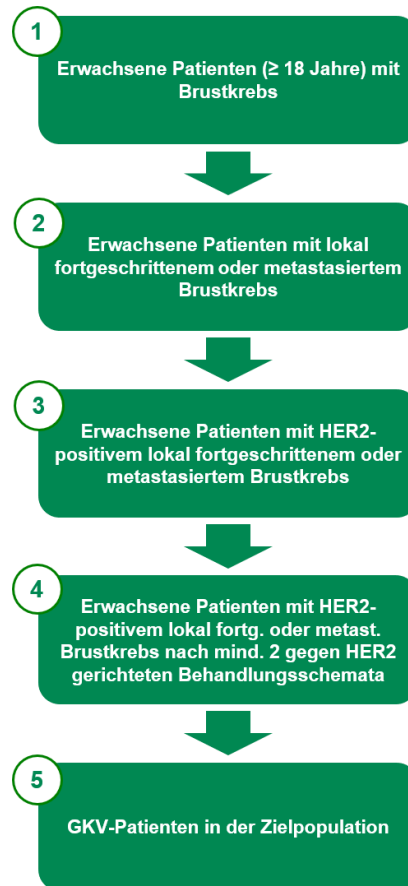 1
Erwachsene Patienten (≥ 18 Jahre) mit
Brustkrebs
2
Erwachsene Patienten mit lokal
fortgeschrittenem oder metastasiertem
Brustkrebs
3
Erwachsene Patienten mit HER2-
positivem lokal fortgeschrittenem oder
metastasiertem Brustkrebs
4
Erwachsene Patienten mit HER2-
positivem lokal fortg. oder metast.
Brustkrebs nach mind. 2 gegen HER2
gerichteten Behandlungsschemata
5
GKV-Patienten in der Zielpopulation